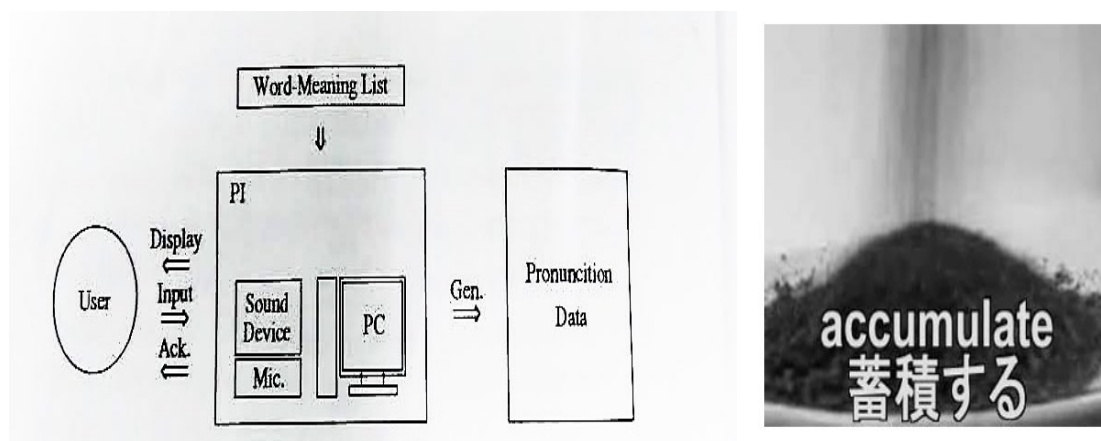 Word-Meaning List
PI
Display
User
Input
Ack.
Sound
Device
Mic.
PC
Gen.
Pronuncition
Data
accumulate
蓄積する